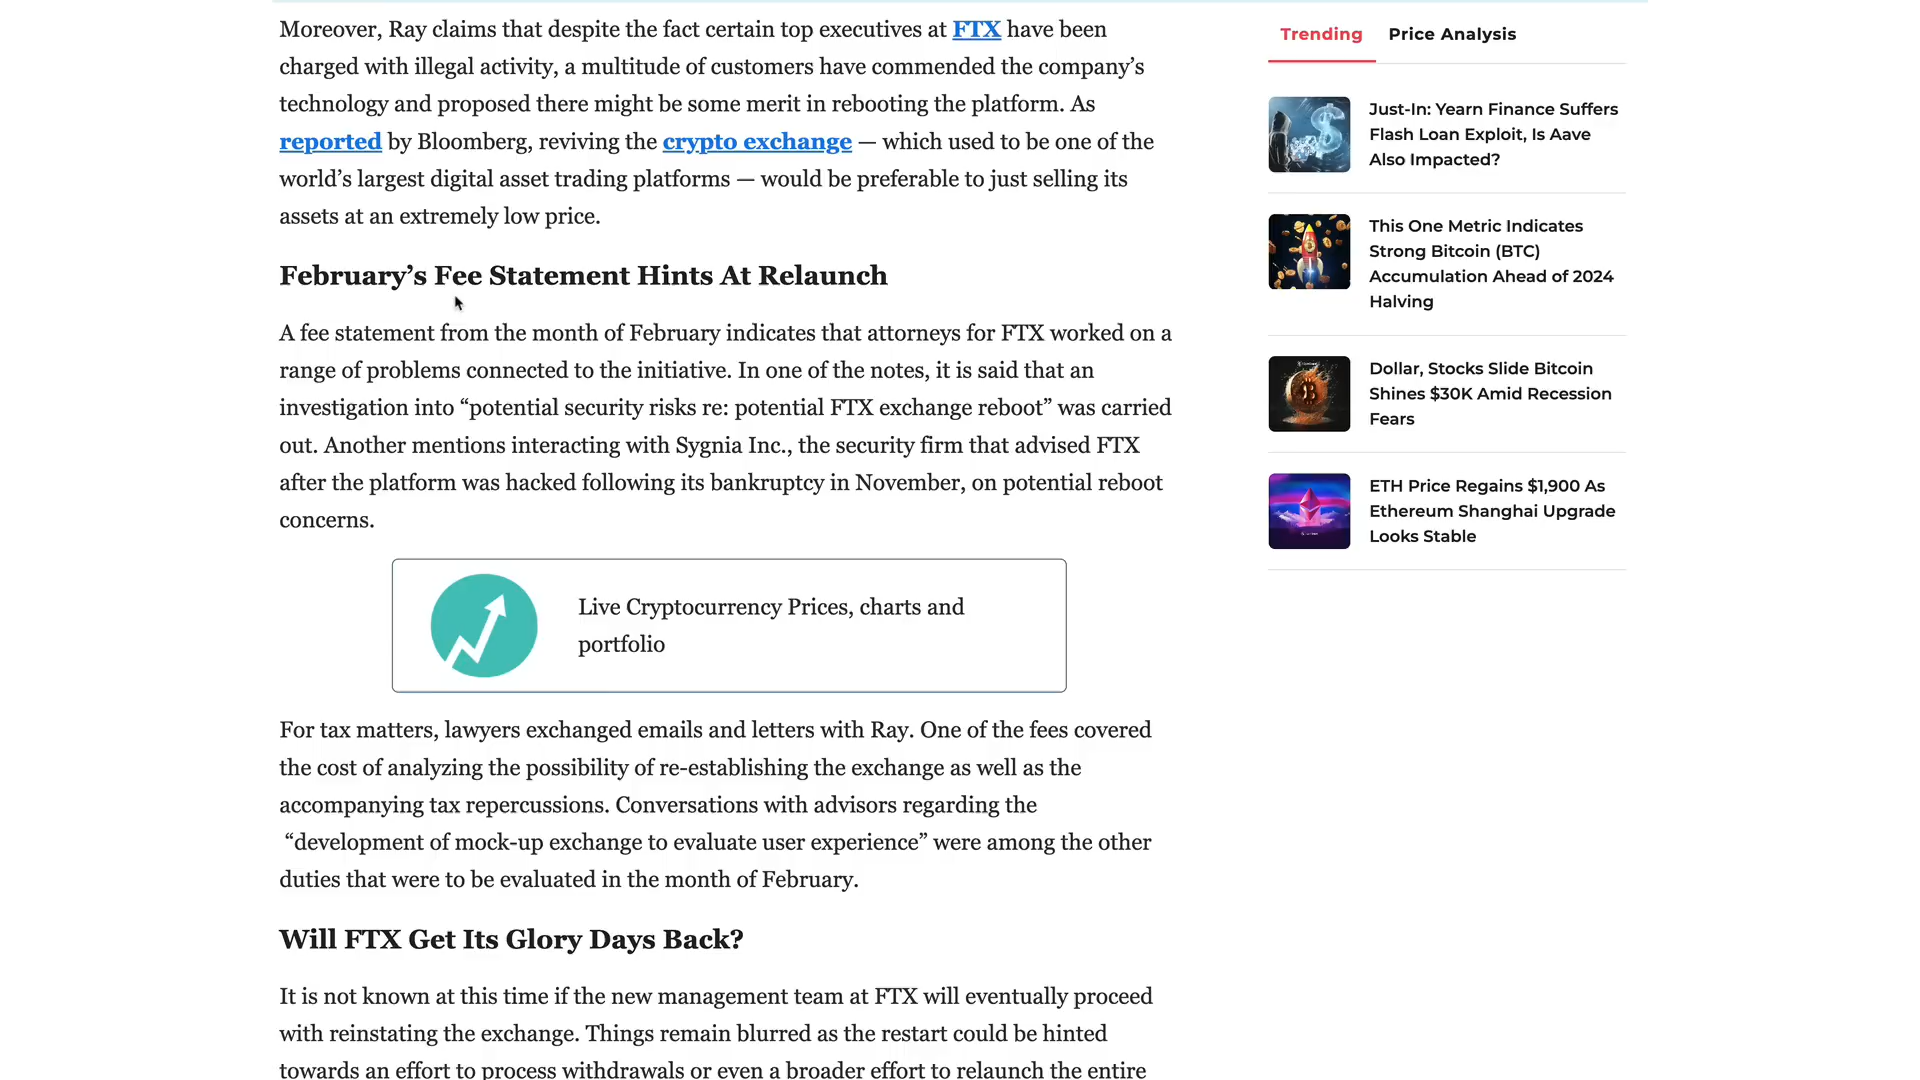 Moreover, Ray claims that despite the fact certain top executives at FTX have been
charged with illegal activity, a multitude of customers have commended the company’s
technology and proposed there might be some merit in rebooting the platform. As
reported by Bloomberg, reviving the crypto exchange — which used to be one of the
world’s largest digital asset trading platforms — would be preferable to just selling its
assets at an extremely low price.
February’s Fee Statement Hints At Relaunch
A fee statement from the month of February indicates that attorneys for FTX worked on a
range of problems connected to the initiative. In one of the notes, it is said that an
investigation into “potential security risks re: potential FTX exchange reboot” was carried
out. Another mentions interacting with Sygnia Inc., the security firm that advised FTX
after the platform was hacked following its bankruptcy in November, on potential reboot
concerns.
Live Cryptocurrency Prices, charts and
portfolio
For tax matters, lawyers exchanged emails and letters with Ray. One of the fees covered
the cost of analyzing the possibility of re-establishing the exchange as well as the
accompanying tax repercussions. Conversations with advisors regarding the
“development of mock-up exchange to evaluate user experience” were among the other
duties that were to be evaluated in the month of February.
Will FTX Get Its Glory Days Back?
It is not known at this time if the new management team at FTX will eventually proceed
with reinstating the exchange. Things remain blurred as the restart could be hinted
towards an effort to process withdrawals or even a broader effort to relaunch the entire
Trending Price Analysis
Just-In: Yearn Finance Suffers
Flash Loan Exploit, Is Aave
Also Impacted?
This One Metric Indicates
Strong Bitcoin (BTC)
Accumulation Ahead of 2024
Halving
Dollar, Stocks Slide Bitcoin
Shines $30K Amid Recession
Fears
ETH Price Regains $1,900 As
Ethereum Shanghai Upgrade
Looks Stable